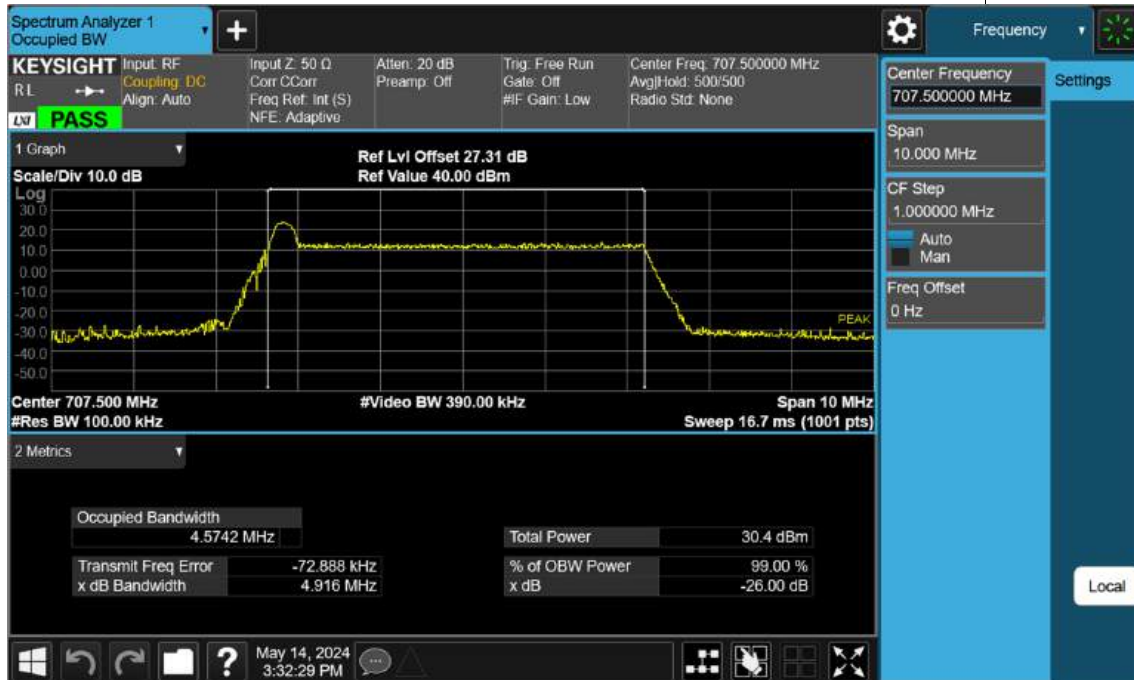 Spectrum Analyzer 1
Occupied BW
Frequency
KEYSIGHT
R L
LXI PASS
Input: RF
Coupling: DC
Align: Auto
Input Z: 50 Ω
Corr CCorr
Freq Ref: Int (S)
NFE: Adaptive
Atten: 20 dB
Preamp: Off
Trig: Free Run
Gate: Off
#IF Gain: Low
Center Freq: 707.500000 MHz
Avg|Hold: 500/500
Radio Std: None
1 Graph
Scale/Div 10.0 dB
Ref Lvl Offset 27.31 dB
Ref Value 40.00 dBm
Log
30.0
20.0
10.0
0.00
-10.0
-20.0
-30.0
-40.0
-50.0
PEAK
Center 707.500 MHz
#Video BW 390.00 kHz
Span 10 MHz
#Res BW 100.00 kHz
Sweep 16.7 ms (1001 pts)
2 Metrics
Occupied Bandwidth
4.5742 MHz
Transmit Freq Error -72.888 kHz
x dB Bandwidth 4.916 MHz
Total Power 30.4 dBm
% of OBW Power 99.00 %
x dB -26.00 dB
Center Frequency
707.500000 MHz
Span
10.000 MHz
CF Step
1.000000 MHz
Auto
Man
Freq Offset
0 Hz
Settings
Local
?
May 14, 2024
3:32:29 PM